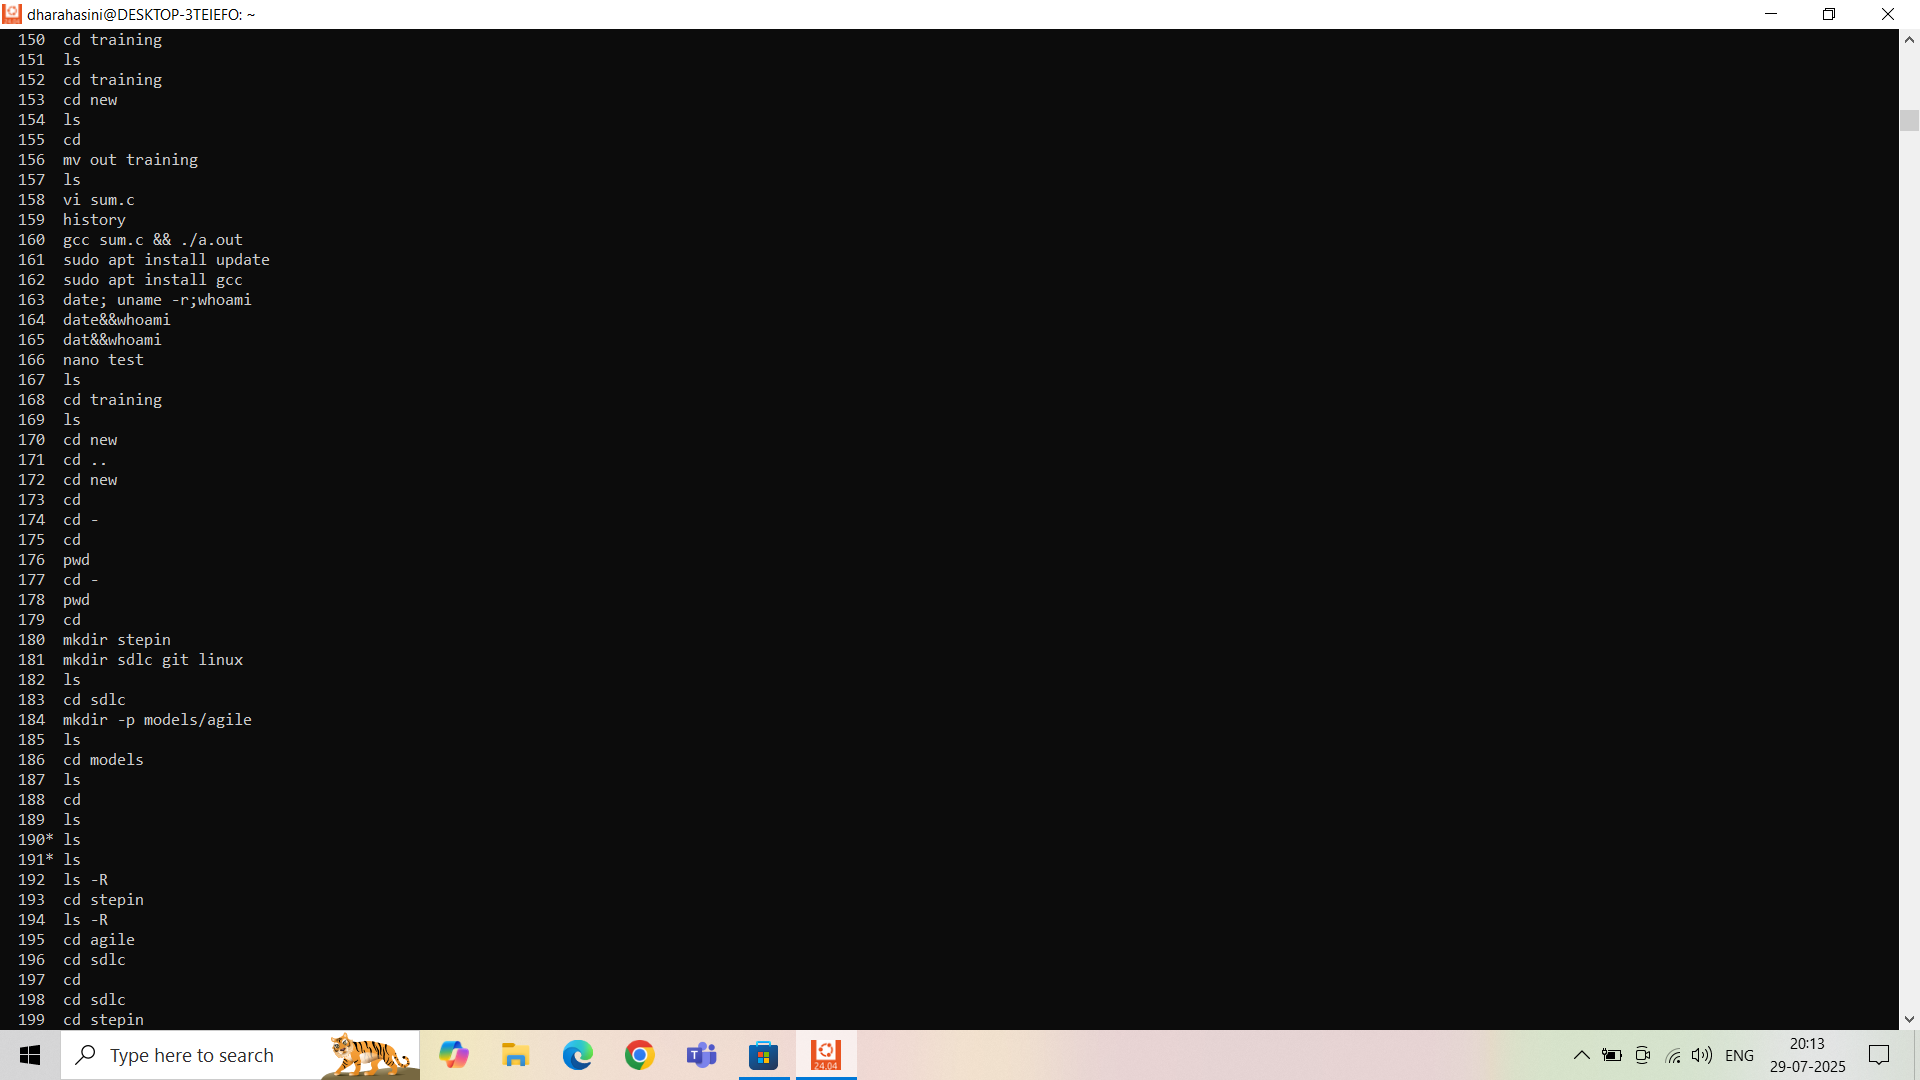 dharahasini@DESKTOP-3TEIEFO: ~
150 cd training
151 ls
152 cd training
153 cd new
154 ls
155 cd
156 mv out training
157 ls
158 vi sum.c
159 history
160 gcc sum.c && ./a.out
161 sudo apt install update
162 sudo apt install gcc
163 date; uname -r;whoami
164 date&&whoami
165 dat&&whoami
166 nano test
167 ls
168 cd training
169 ls
170 cd new
171 cd ..
172 cd new
173 cd
174 cd -
175 cd
176 pwd
177 cd -
178 pwd
179 cd
180 mkdir stepin
181 mkdir sdlc git linux
182 ls
183 cd sdlc
184 mkdir -p models/agile
185 ls
186 cd models
187 ls
188 cd
189 ls
190* ls
191* ls
192 ls -R
193 cd stepin
194 ls -R
195 cd agile
196 cd sdlc
197 cd
198 cd sdlc
199 cd stepin
Type here to search
24.04
ENG
20:13
29-07-2025